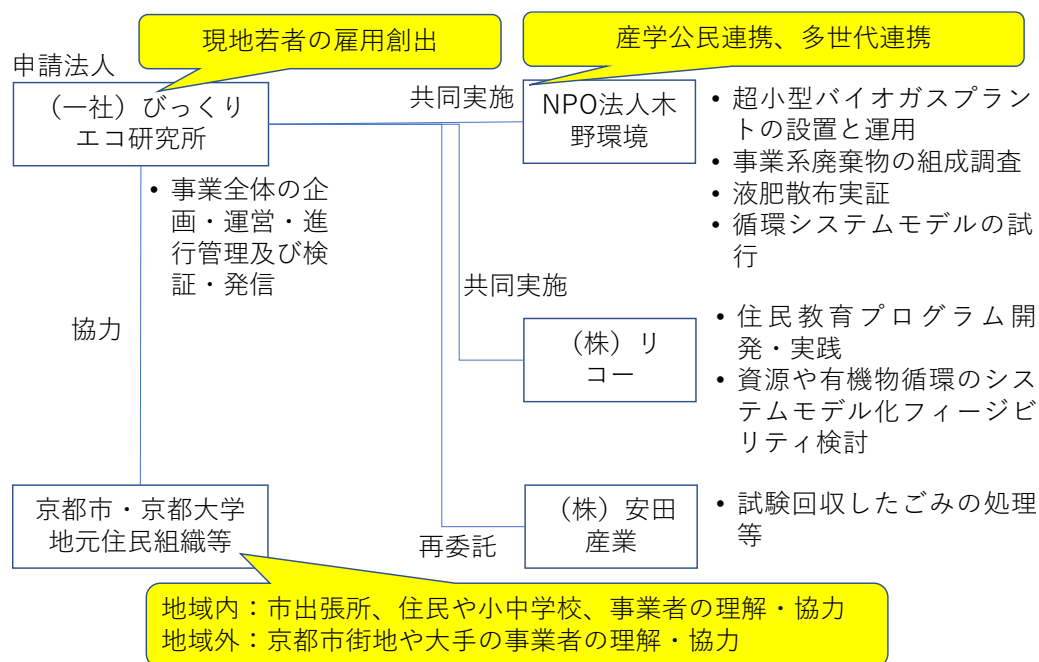 現地若者の雇用創出
産学公民連携、多世代連携
申請法人
（一社）びっくり
エコ研究所
共同実施
NPO法人木
野環境
• 超小型バイオガスプラン
トの設置と運用
• 事業系廃棄物の組成調査
• 液肥散布実証
• 循環システムモデルの試
行
• 事業全体の企
画・運営・進
行管理及び検
証・発信
共同実施
協力
（株）リ
コー
• 住民教育プログラム開
発・実践
• 資源や有機物循環のシス
テムモデル化フィージビ
リティ検討
京都市・京都大学
地元住民組織等
再委託
（株）安田
産業
• 試験回収したごみの処理
等
地域内：市出張所、住民や小中学校、事業者の理解・協力
地域外：京都市街地や大手の事業者の理解・協力